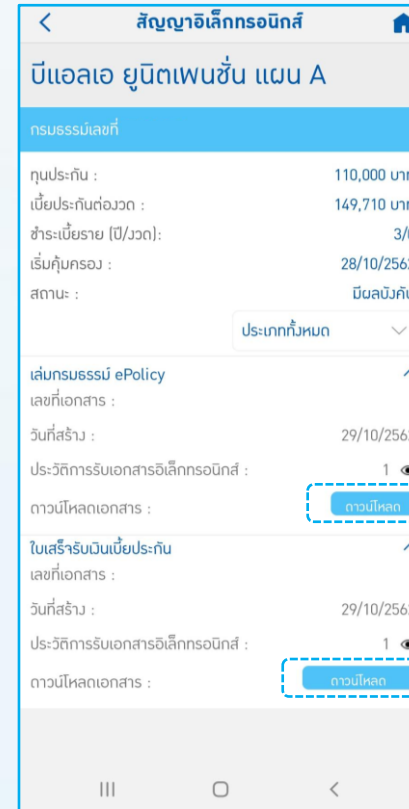 สัญญาอิเล็กทรอนิกส์
บีแอลเอ ยูนิตเพนชั่น แผน A
กรมธรรม์เลขที่
ทุนประกัน : 110,000 บาท
เบี้ยประกันต่องวด : 149,710 บาท
ชำระเบี้ยราย (ปี/งวด): 3/
เริ่มคุ้มครอง : 28/10/256
สถานะ : มีผลบังคับ
ประเภททั้งหมด
เล่มกรมธรรม์ ePolicy
เลขที่เอกสาร :
วันที่สร้าง : 29/10/256
ประวัติการรับเอกสารอิเล็กทรอนิกส์ : 1
ดาวน์โหลดเอกสาร : ดาวน์โหลด
ใบเสร็จรับเงินเบี้ยประกัน
เลขที่เอกสาร :
วันที่สร้าง : 29/10/256
ประวัติการรับเอกสารอิเล็กทรอนิกส์ : 1
ดาวน์โหลดเอกสาร : ดาวน์โหลด